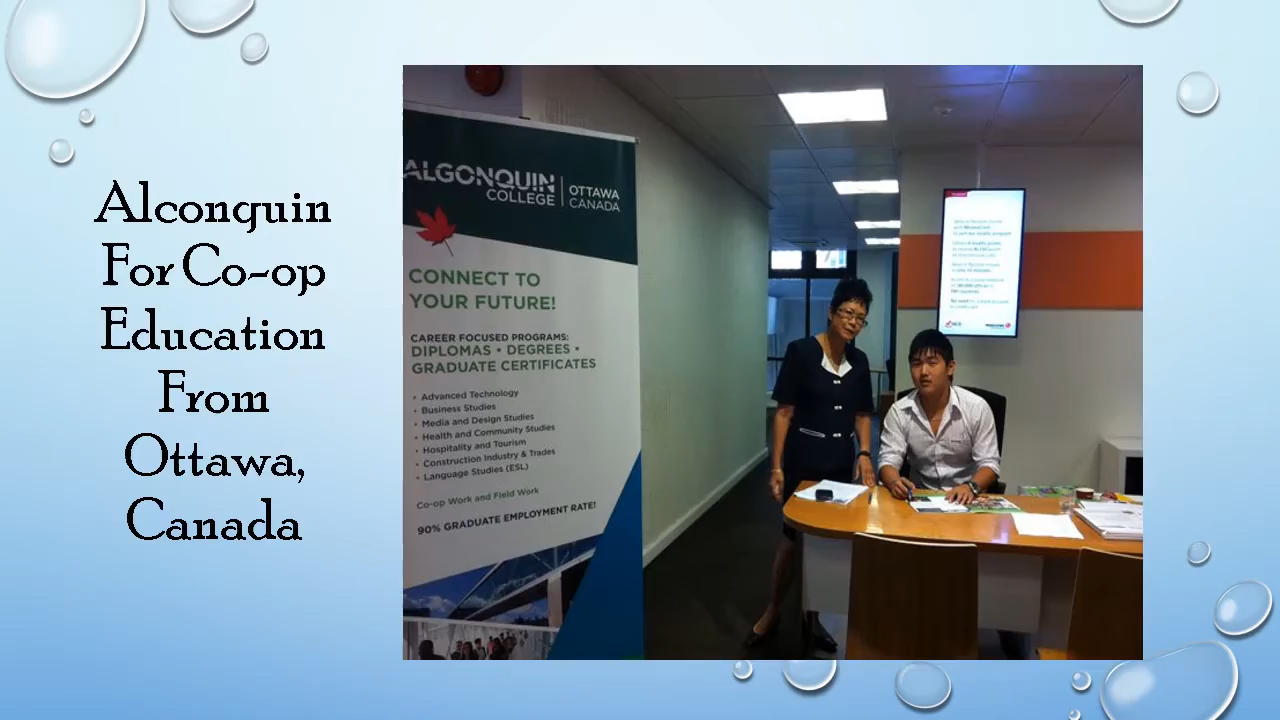 Alconquin
For Co-op
Education
From
Ottawa,
Canada
ALGONQUIN
COLLEGE
OTTAWA
CANADA
CONNECT TO
YOUR FUTURE!
CAREER FOCUSED PROGRAMS:
DIPLOMAS • DEGREES •
GRADUATE CERTIFICATES
• Advanced Technology
• Business Studies
• Media and Design Studies
• Health and Community Studies
• Hospitality and Tourism
• Construction Industry & Trades
• Language Studies (ESL)
Co-op Work and Field Work
90% GRADUATE EMPLOYMENT RATE!